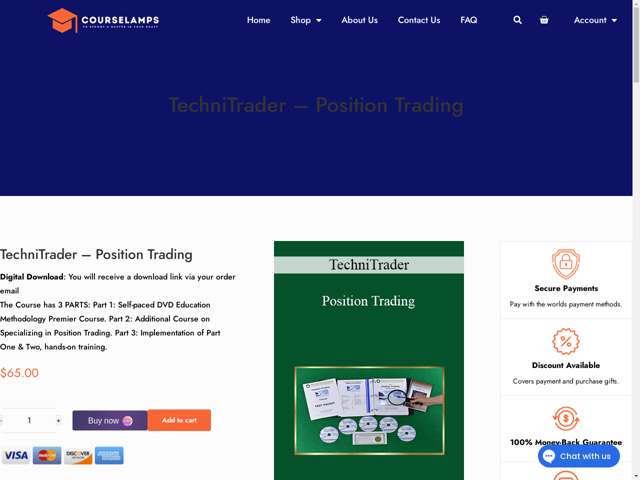 COURSELAMPS
Home Shop About Us Contact Us FAQ Account
TechniTrader – Position Trading
TechniTrader – Position Trading
Digital Download: You will receive a download link via your order
email
The Course has 3 PARTS: Part 1: Self-paced DVD Education
Methodology Premier Course. Part 2: Additional Course on
Specializing in Position Trading. Part 3: Implementation of Part
One & Two, hands-on training.
$65.00
- 1 +
Buy now
Add to cart
VISA MasterCard DISCOVER
TechniTrader
Position Trading
Secure Payments
Pay with the worlds payment methods.
Discount Available
Covers payment and purchase gifts.
100% Money-Back Guarantee
Chat with us